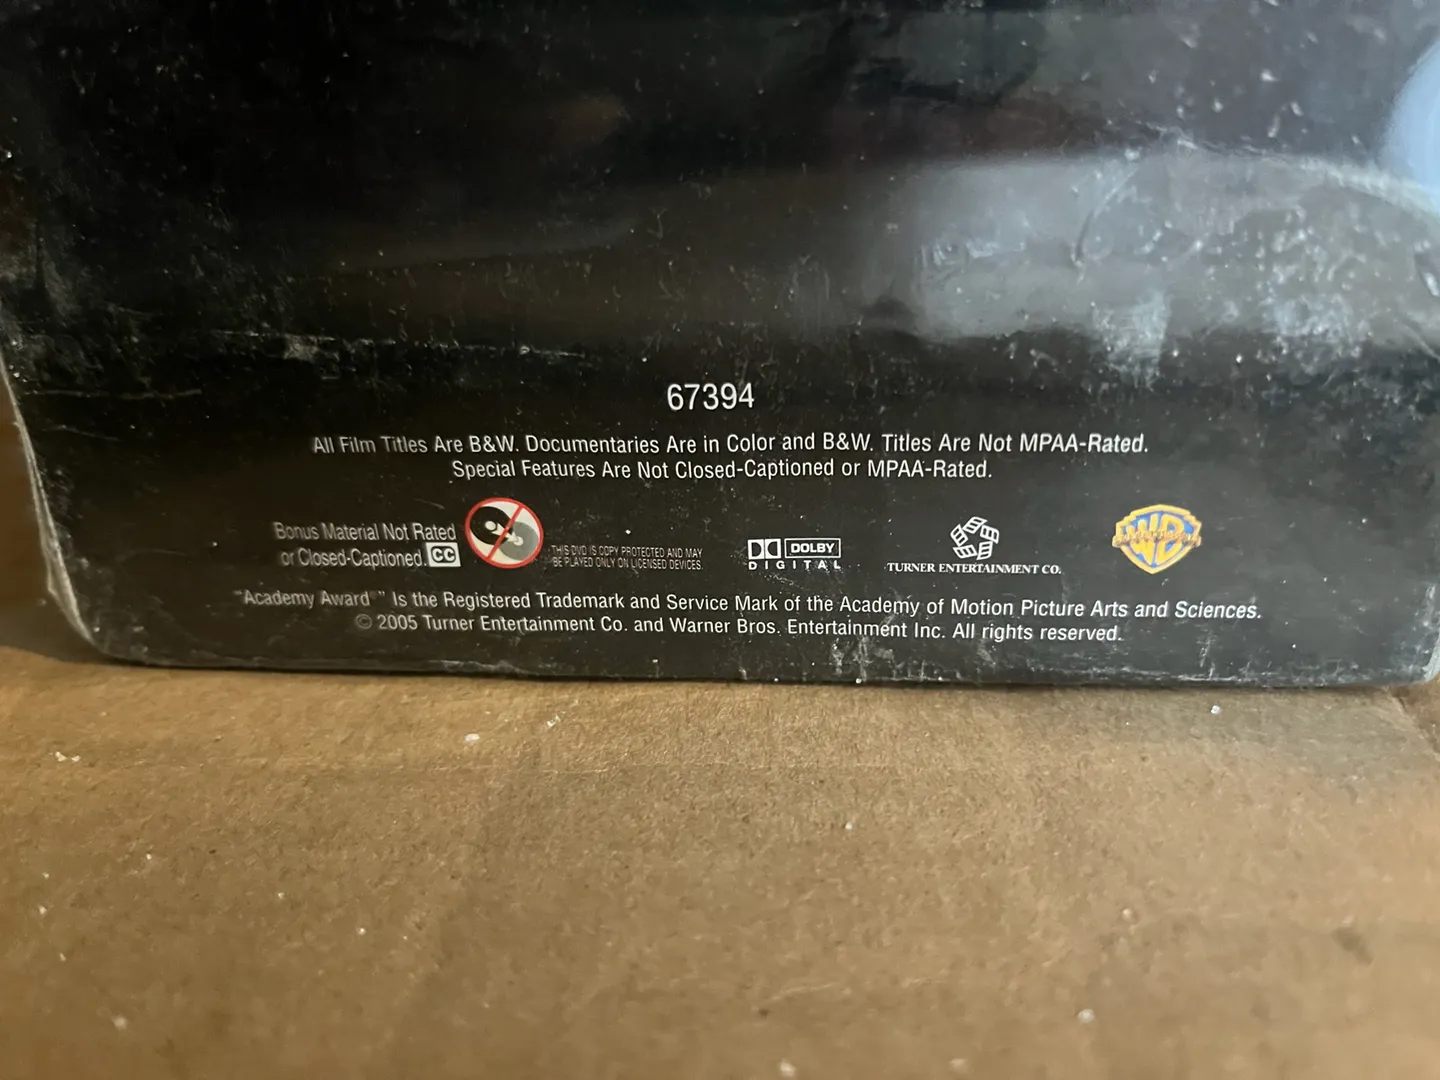 67394
All Film Titles Are B&W. Documentaries Are in Color and B&W. Titles Are Not MPAA-Rated.
Special Features Are Not Closed-Captioned or MPAA-Rated.
Bonus Material Not Rated
or Closed-Captioned. CC
THIS DVD IS COPY PROTECTED AND MAY
BE PLAYED ONLY ON LICENSED DEVICES.
DOLBY
DIGITAL
TURNER ENTERTAINMENT CO.
WB
"Academy Award®" Is the Registered Trademark and Service Mark of the Academy of Motion Picture Arts and Sciences.
© 2005 Turner Entertainment Co. and Warner Bros. Entertainment Inc. All rights reserved.